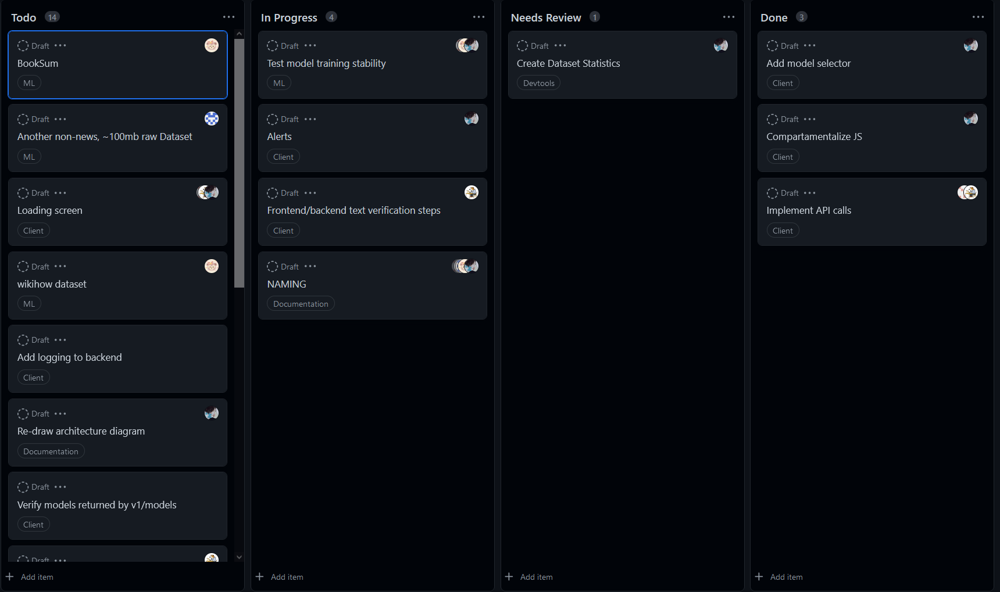 Todo 14
Draft
BookSum
ML
Draft
Another non-news, ~100mb raw Dataset
ML
Draft
Loading screen
Client
Draft
wikihow dataset
ML
Draft
Add logging to backend
Client
Draft
Re-draw architecture diagram
Documentation
Draft
Verify models returned by v1/models
Client
Draft
Add item
In Progress 4
Draft
Test model training stability
ML
Draft
Alerts
Client
Draft
Frontend/backend text verification steps
Client
Draft
NAMING
Documentation
Add item
Needs Review 1
Draft
Create Dataset Statistics
Devtools
Add item
Done 3
Draft
Add model selector
Client
Draft
Compartamentalize JS
Client
Draft
Implement API calls
Client
Add item